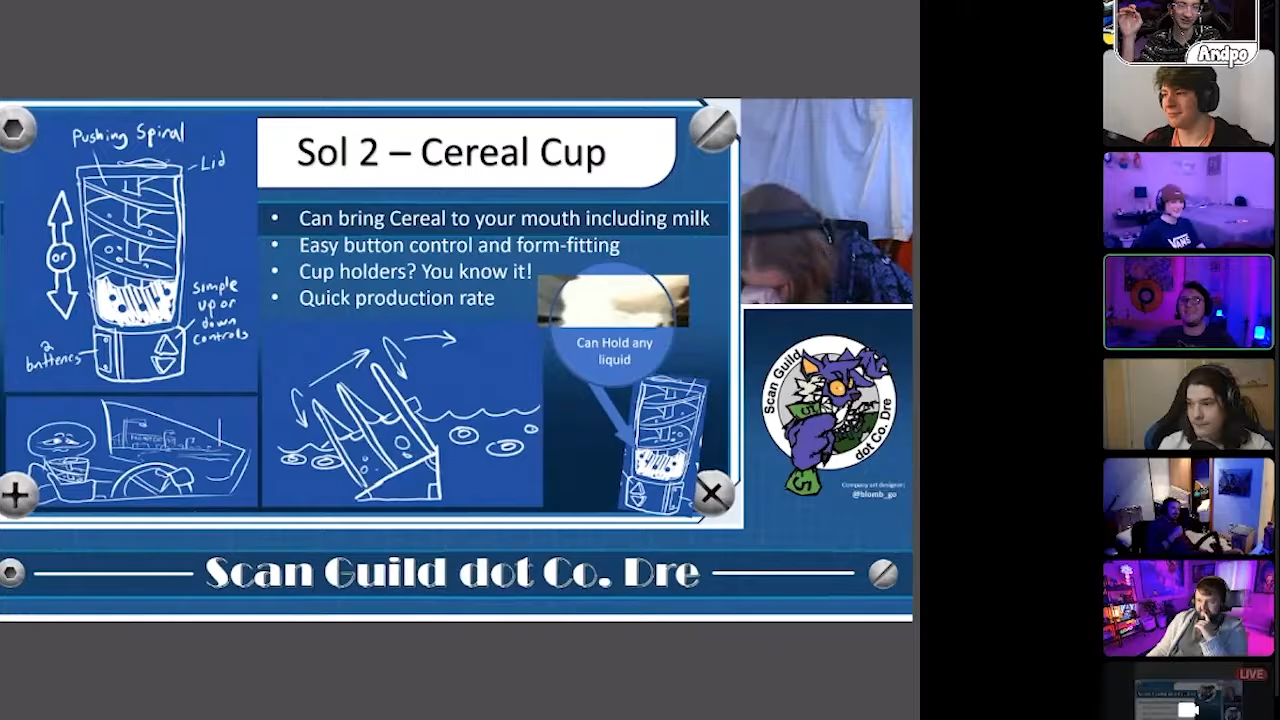 Pushing Spiral
Lid
or
simple
up or
down
controls
2
batteries
Sol 2 – Cereal Cup
• Can bring Cereal to your mouth including milk
• Easy button control and form-fitting
• Cup holders? You know it!
• Quick production rate
Can Hold any
liquid
Scan Guild
dot Co. Dre
Company art designer:
@blomb_go
Scan Guild dot Co. Dre
Andpo
VANS
LIVE